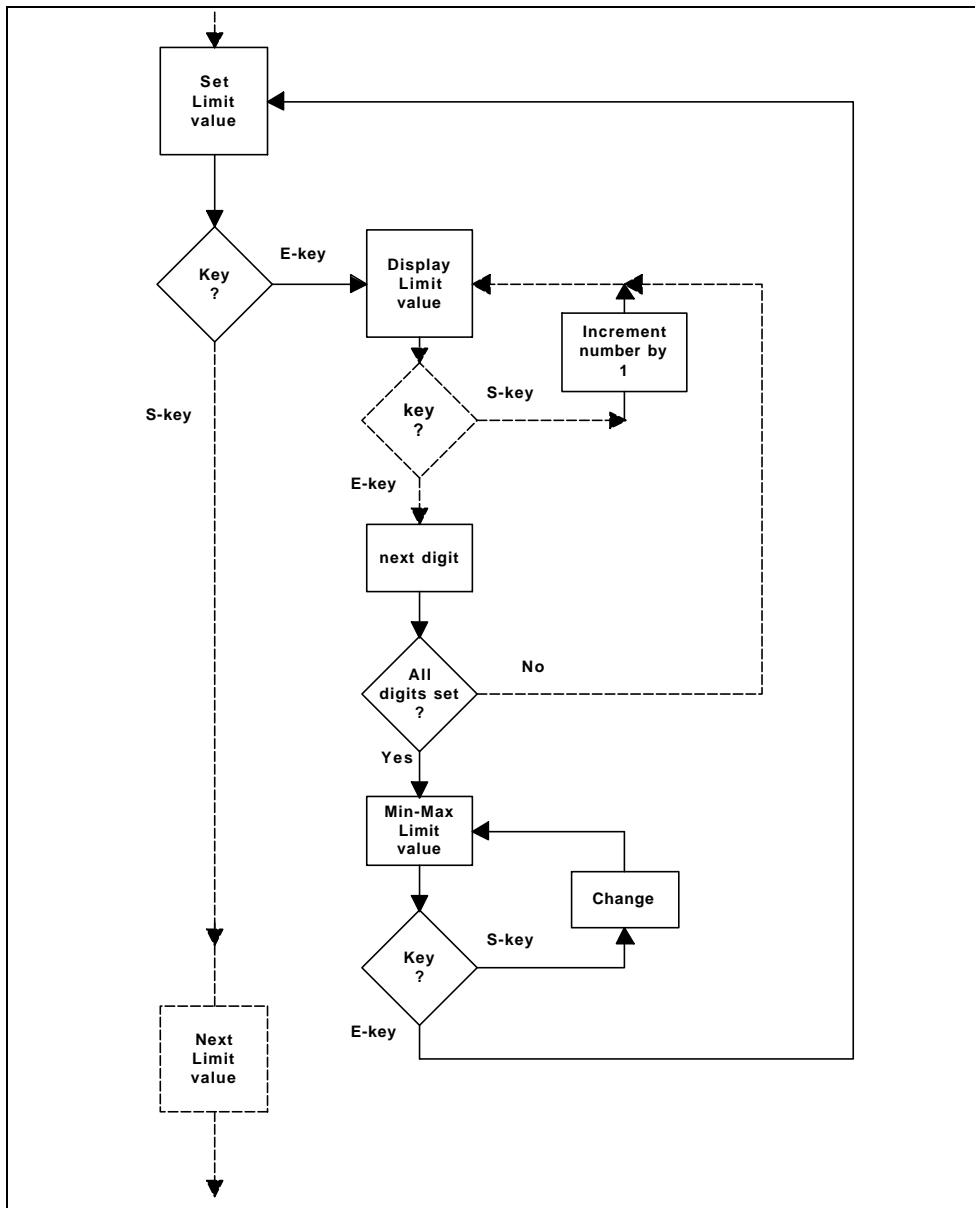 Set
Limit
value
Key
?
E-key
S-key
Display
Limit
value
Increment
number by
1
key
?
S-key
E-key
next digit
All
digits set
?
No
Yes
Min-Max
Limit
value
Change
Key
?
S-key
E-key
Next
Limit
value